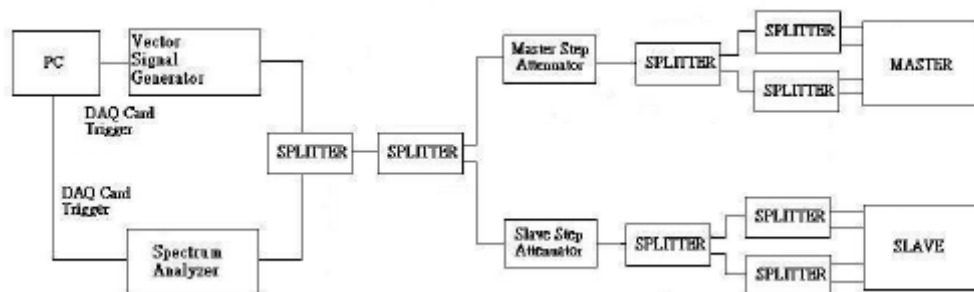 PC
Vector
Signal
Generator
DAQ Card
Trigger
DAQ Card
Trigger
Spectrum
Analyzer
SPLITTER
SPLITTER
Master Step
Attenuator
SPLITTER
SPLITTER
SPLITTER
MASTER
Slave Step
Attenuator
SPLITTER
SPLITTER
SPLITTER
SLAVE